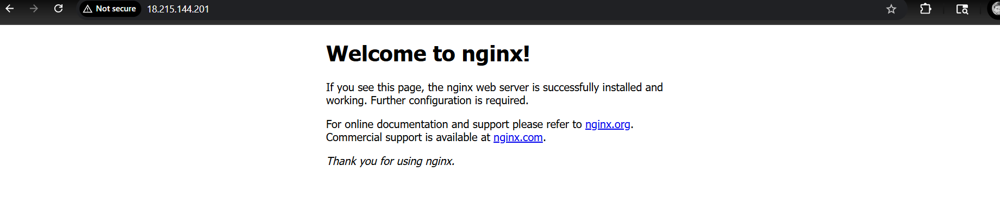 Not secure 18.215.144.201
Welcome to nginx!
If you see this page, the nginx web server is successfully installed and
working. Further configuration is required.
For online documentation and support please refer to nginx.org.
Commercial support is available at nginx.com.
Thank you for using nginx.